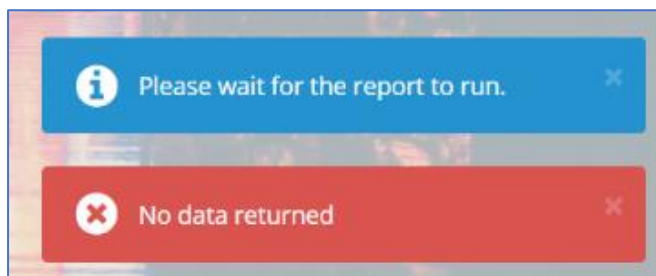 Please wait for the report to run.
No data returned